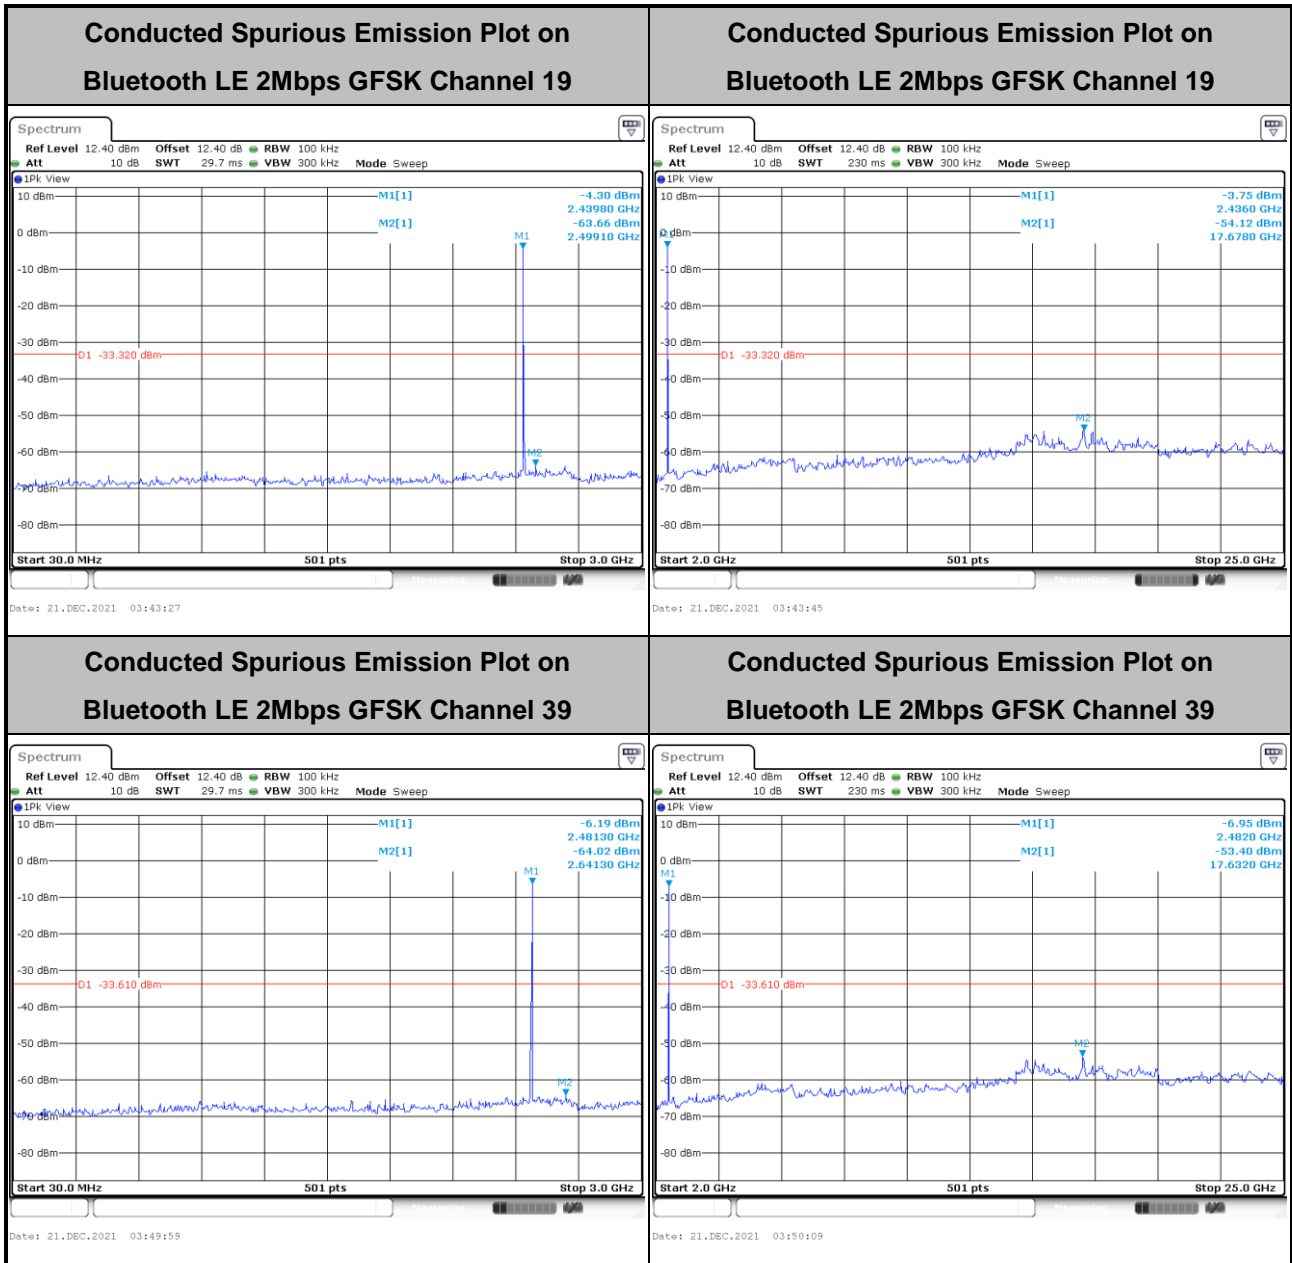 Conducted Spurious Emission Plot on
Bluetooth LE 2Mbps GFSK Channel 19
Spectrum
Ref Level 12.40 dBm Offset 12.40 dB RBW 100 kHz
Att 10 dB SWT 29.7 ms VBW 300 kHz Mode Sweep
1Pk View
M1[1] -4.30 dBm
2.43980 GHz
M2[1] -63.66 dBm
2.49910 GHz
10 dBm
0 dBm
-10 dBm
-20 dBm
-30 dBm
-40 dBm
-50 dBm
-60 dBm
-70 dBm
-80 dBm
M1
M2
D1 -33.320 dBm
Start 30.0 MHz 501 pts Stop 3.0 GHz
Measuring
Date: 21.DEC.2021 03:43:27
Conducted Spurious Emission Plot on
Bluetooth LE 2Mbps GFSK Channel 19
Spectrum
Ref Level 12.40 dBm Offset 12.40 dB RBW 100 kHz
Att 10 dB SWT 230 ms VBW 300 kHz Mode Sweep
1Pk View
M1[1] -3.75 dBm
2.4360 GHz
M2[1] -54.12 dBm
17.6780 GHz
10 dBm
0 dBm
-10 dBm
-20 dBm
-30 dBm
-40 dBm
-50 dBm
-60 dBm
-70 dBm
-80 dBm
M2
D1 -33.320 dBm
Start 2.0 GHz 501 pts Stop 25.0 GHz
Measuring
Date: 21.DEC.2021 03:43:45
Conducted Spurious Emission Plot on
Bluetooth LE 2Mbps GFSK Channel 39
Spectrum
Ref Level 12.40 dBm Offset 12.40 dB RBW 100 kHz
Att 10 dB SWT 29.7 ms VBW 300 kHz Mode Sweep
1Pk View
M1[1] -6.19 dBm
2.48130 GHz
M2[1] -64.02 dBm
2.64130 GHz
10 dBm
0 dBm
-10 dBm
-20 dBm
-30 dBm
-40 dBm
-50 dBm
-60 dBm
-70 dBm
-80 dBm
M1
M2
D1 -33.610 dBm
Start 30.0 MHz 501 pts Stop 3.0 GHz
Measuring
Date: 21.DEC.2021 03:49:59
Conducted Spurious Emission Plot on
Bluetooth LE 2Mbps GFSK Channel 39
Spectrum
Ref Level 12.40 dBm Offset 12.40 dB RBW 100 kHz
Att 10 dB SWT 230 ms VBW 300 kHz Mode Sweep
1Pk View
M1[1] -6.95 dBm
2.4820 GHz
M2[1] -53.40 dBm
17.6320 GHz
10 dBm
0 dBm
-10 dBm
-20 dBm
-30 dBm
-40 dBm
-50 dBm
-60 dBm
-70 dBm
-80 dBm
M1
M2
D1 -33.610 dBm
Start 2.0 GHz 501 pts Stop 25.0 GHz
Measuring
Date: 21.DEC.2021 03:50:09